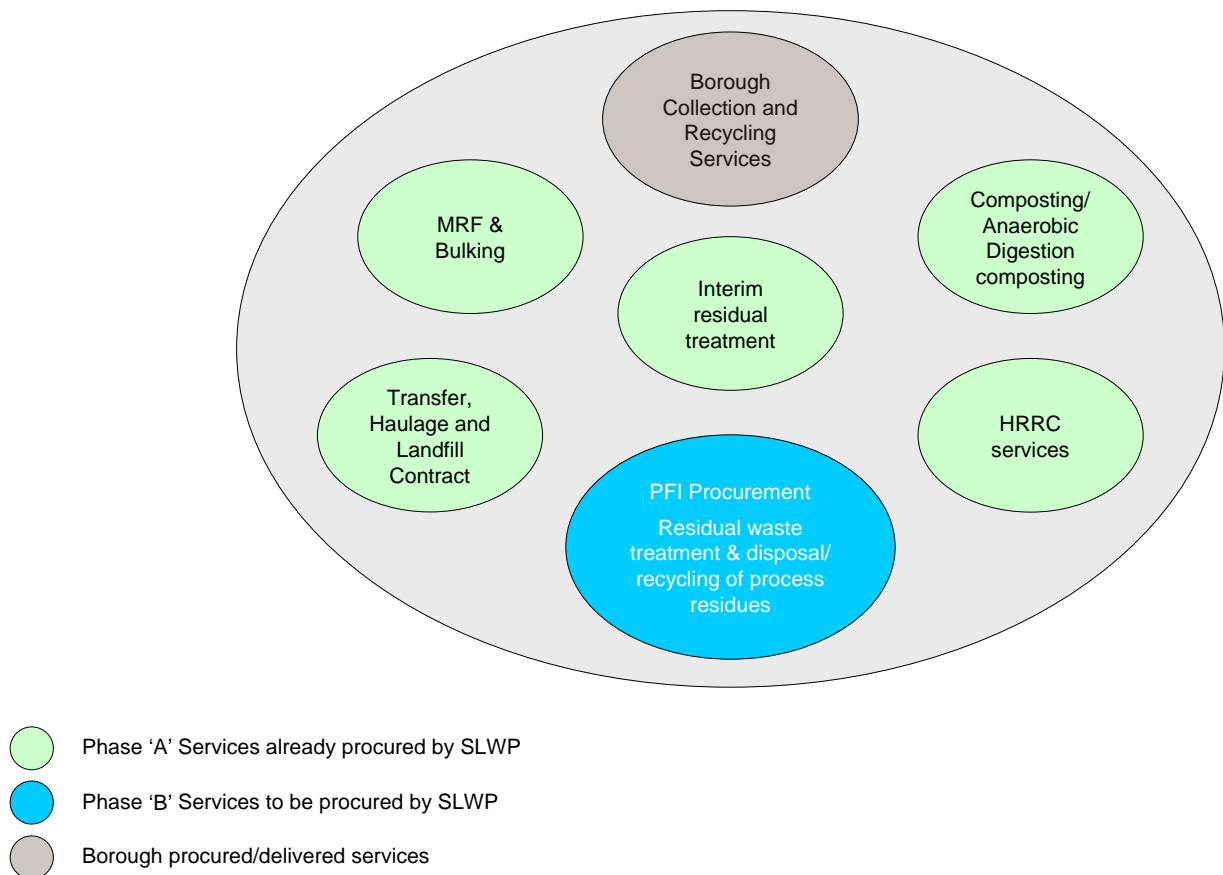 Borough
Collection and
Recycling
Services
MRF &
Bulking
Composting/
Anaerobic
Digestion
composting
Interim
residual
treatment
Transfer,
Haulage and
Landfill
Contract
HRRC
services
PFI Procurement
Residual waste
treatment & disposal/
recycling of process
residues
Phase ‘A’ Services already procured by SLWP
Phase ‘B’ Services to be procured by SLWP
Borough procured/delivered services